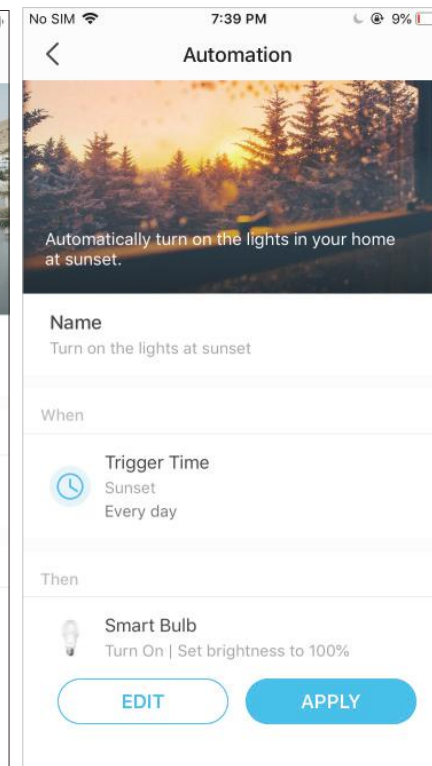 No SIM 7:39 PM 9%
Automation
Automatically turn on the lights in your home
at sunset.
Name
Turn on the lights at sunset
When
Trigger Time
Sunset
Every day
Then
Smart Bulb
Turn On | Set brightness to 100%
EDIT APPLY